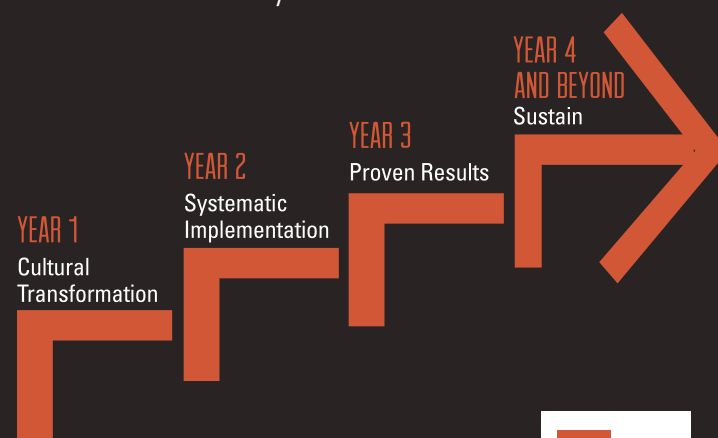 YEAR 1
Cultural
Transformation
YEAR 2
Systematic
Implementation
YEAR 3
Proven Results
YEAR 4
AND BEYOND
Sustain